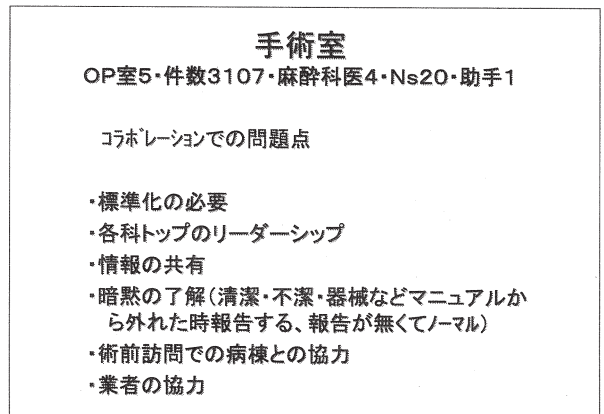 手術室
OP室5・件数3107・麻酔科医4・Ns20・助手1
ｺﾗﾎﾞﾚｰｼｮﾝでの問題点
・標準化の必要
・各科トップのリーダーシップ
・情報の共有
・暗黙の了解(清潔・不潔・器械などマニュアルか
ら外れた時報告する、報告が無くてﾉｰﾏﾙ)
・術前訪問での病棟との協力
・業者の協力